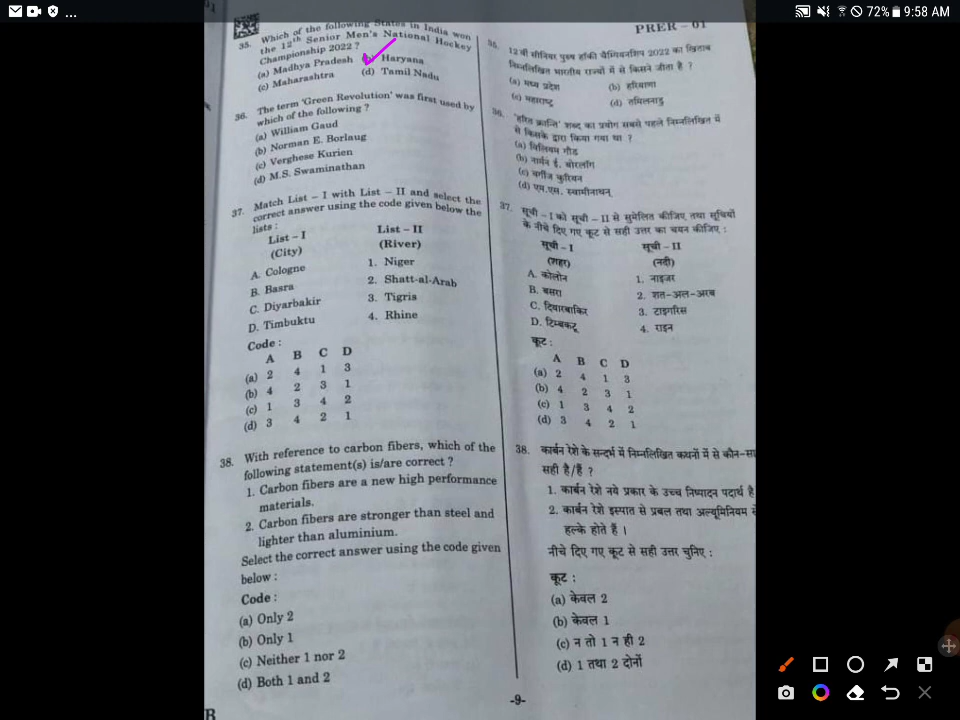 72% 9:58 AM
PRER – 01
35. Which of the following States in India won
the 12th Senior Men's National Hockey
Championship 2022 ?
(a) Madhya Pradesh Haryana
(c) Maharashtra (d) Tamil Nadu
36. The term 'Green Revolution' was first used by
which of the following ?
(a) William Gaud
(b) Norman E. Borlaug
(c) Verghese Kurien
(d) M.S. Swaminathan
37. Match List – I with List – II and select the
correct answer using the code given below the
lists :
List – I List – II
(City) (River)
A. Cologne 1. Niger
B. Basra 2. Shatt-al-Arab
C. Diyarbakir 3. Tigris
D. Timbuktu 4. Rhine
Code :
A B C D
(a) 2 4 1 3
(b) 4 2 3 1
(c) 1 3 4 2
(d) 3 4 2 1
38. With reference to carbon fibers, which of the
following statement(s) is/are correct ?
1. Carbon fibers are a new high performance
materials.
2. Carbon fibers are stronger than steel and
lighter than aluminium.
Select the correct answer using the code given
below :
Code :
(a) Only 2
(b) Only 1
(c) Neither 1 nor 2
(d) Both 1 and 2
35. 12वीं सीनियर पुरुष हॉकी चैम्पियनशिप 2022 का खिताब
निम्नलिखित भारतीय राज्यों में से किसने जीता है ?
(a) मध्य प्रदेश (b) हरियाणा
(c) महाराष्ट्र (d) तमिलनाडु
36. 'हरित क्रान्ति' शब्द का प्रयोग सबसे पहले निम्नलिखित में
से किसके द्वारा किया गया था ?
(a) विलियम गौड
(b) नार्मन ई. बोरलॉग
(c) वर्गीज कुरियन
(d) एम.एस. स्वामीनाथन्
37. सूची – I को सूची – II से सुमेलित कीजिए तथा सूचियों
के नीचे दिए गए कूट से सही उत्तर का चयन कीजिए :
सूची – I सूची – II
(शहर) (नदी)
A. कोलोन 1. नाइजर
B. बसरा 2. शत-अल-अरब
C. दियारबाकिर 3. टाइगरिस
D. टिम्बकटू 4. राइन
कूट :
A B C D
(a) 2 4 1 3
(b) 4 2 3 1
(c) 1 3 4 2
(d) 3 4 2 1
38. कार्बन रेशे के सन्दर्भ में निम्नलिखित कथनों में से कौन-सा
सही है/हैं ?
1. कार्बन रेशे नये प्रकार के उच्च निष्पादन पदार्थ है
2. कार्बन रेशे इस्पात से प्रबल तथा अल्यूमिनियम से
हल्के होते हैं ।
नीचे दिए गए कूट से सही उत्तर चुनिए :
कूट :
(a) केवल 2
(b) केवल 1
(c) न तो 1 न ही 2
(d) 1 तथा 2 दोनों
-9-
B